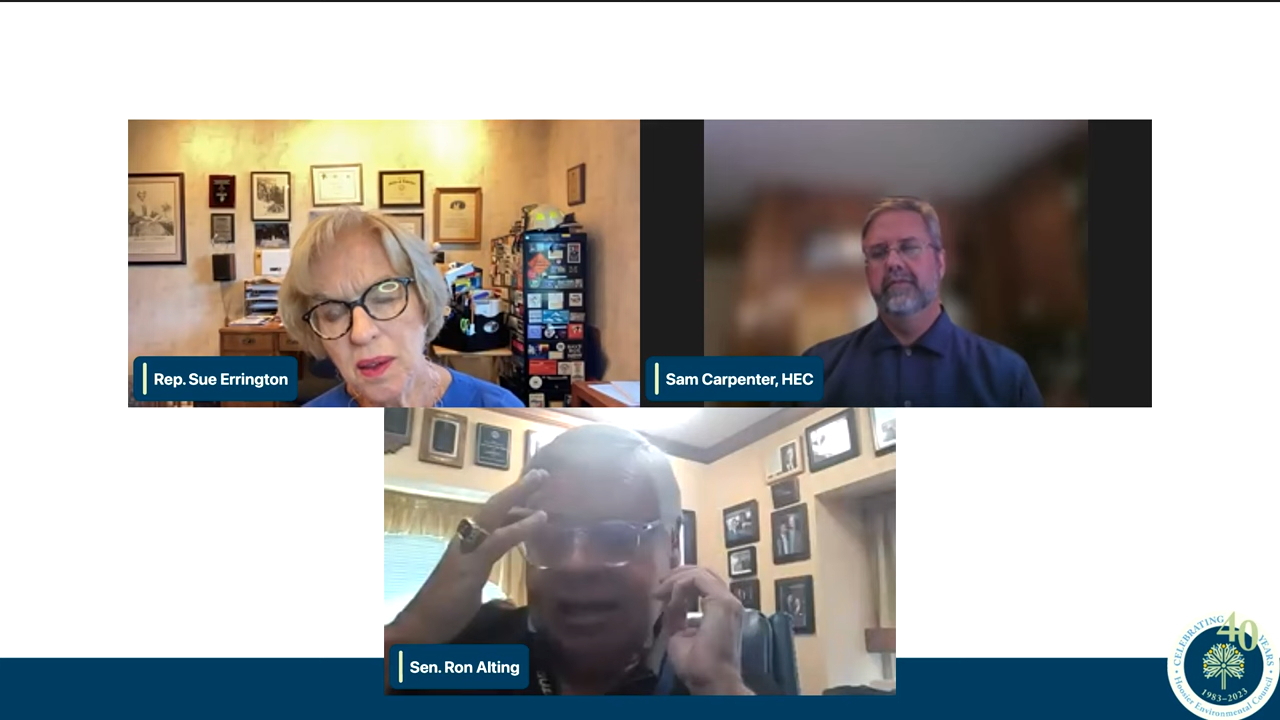 Rep. Sue Errington
Sam Carpenter, HEC
Sen. Ron Alting
CELEBRATING 40 YEARS
Hoosier Environmental Council
1983–2023